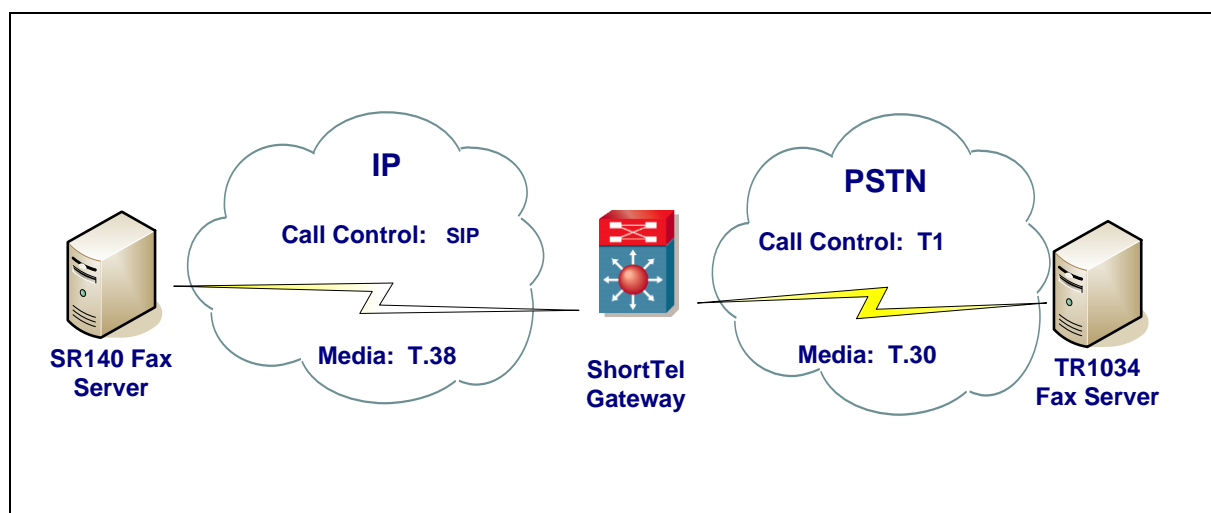 IP
Call Control: SIP
Media: T.38
SR140 Fax
Server
ShortTel
Gateway
PSTN
Call Control: T1
Media: T.30
TR1034
Fax Server